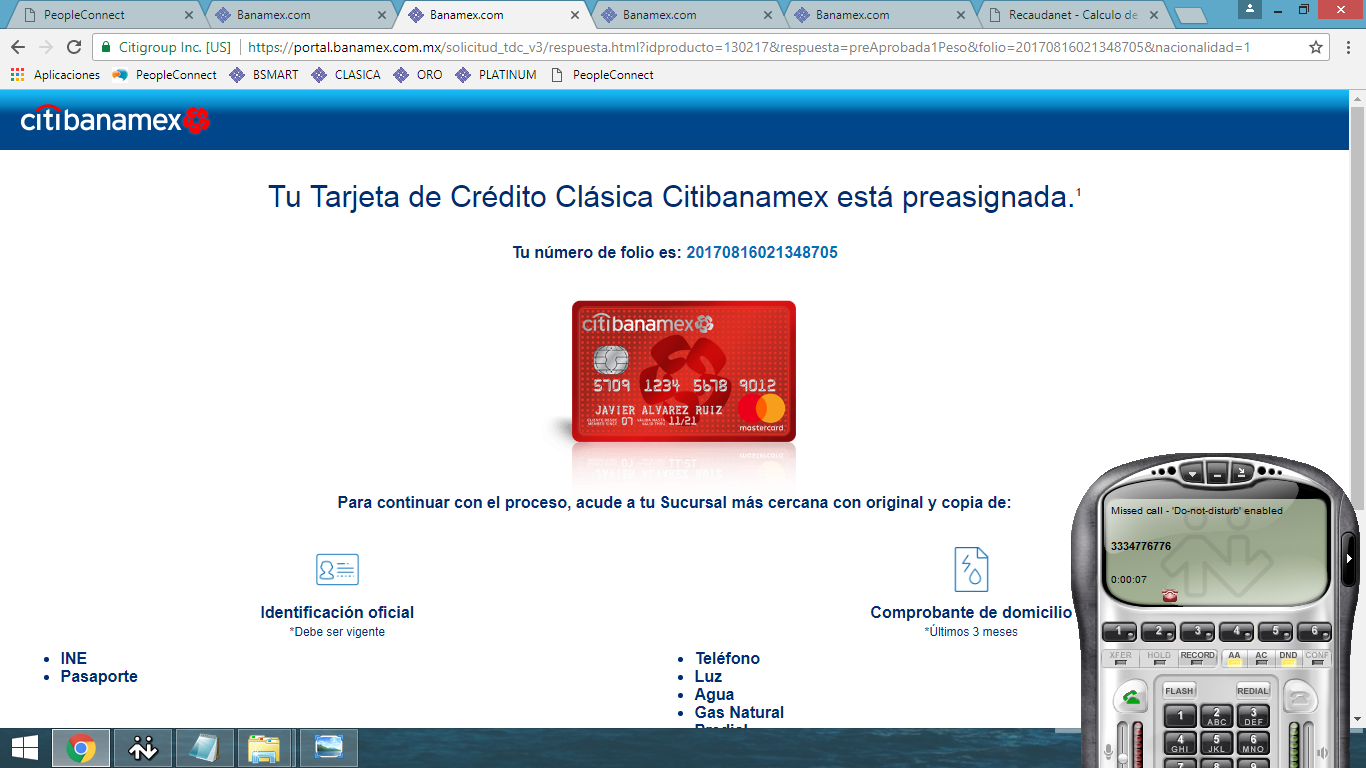 PeopleConnect
Banamex.com
Banamex.com
Banamex.com
Banamex.com
Recaudanet - Calculo de
Citigroup Inc. [US]
https://portal.banamex.com.mx/solicitud_tdc_v3/respuesta.html?idproducto=130217&respuesta=preAprobada1Peso&folio=20170816021348705&nacionalidad=1
Aplicaciones
PeopleConnect
BSMART
CLASICA
ORO
PLATINUM
PeopleConnect
citibanamex
Tu Tarjeta de Crédito Clásica Citibanamex está preasignada.1
Tu número de folio es: 20170816021348705
citibanamex
5709 1234 5678 9012
JAVIER ALVAREZ RUIZ
07
11/21
mastercard
Para continuar con el proceso, acude a tu Sucursal más cercana con original y copia de:
Identificación oficial
*Debe ser vigente
INE
Pasaporte
Comprobante de domicilio
*Últimos 3 meses
Teléfono
Luz
Agua
Gas Natural
Predial
Missed call - 'Do-not-disturb' enabled
3334776776
0:00:07
1 2 3 4 5 6
XFER HOLD RECORD AA AC DND CONF
FLASH REDIAL
1 2 ABC 3 DEF
4 GHI 5 JKL 6 MNO
7 8 9